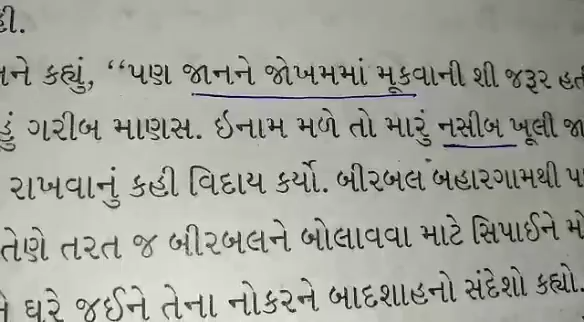 હી.
ને કહ્યું, “પણ જાનને જોખમમાં મૂકવાની શી જરૂર હતી
હું ગરીબ માણસ. ઇનામ મળે તો મારું નસીબ ખૂલી જા
રાખવાનું કહી વિદાય કર્યો. બીરબલ બહારગામથી પ
તેણે તરત જ બીરબલને બોલાવવા માટે સિપાઈને મો
ઘરે જઈને તેના નોકરને બાદશાહનો સંદેશો કહ્યો.